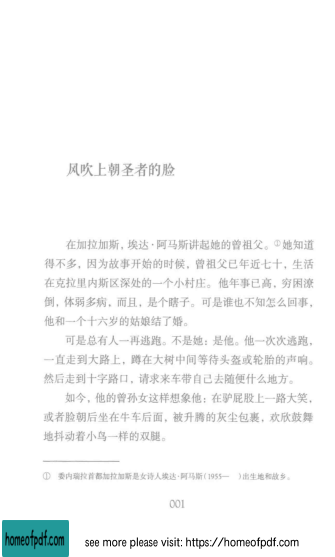 风吹上朝圣者的脸
在加拉加斯，埃达·阿马斯讲起她的曾祖父。①她知道
得不多，因为故事开始的时候，曾祖父已年近七十，生活
在克拉里内斯区深处的一个小村庄。他年事已高，穷困潦
倒，体弱多病，而且，是个瞎子。可是谁也不知怎么回事，
他和一个十六岁的姑娘结了婚。
可是总有人一再逃跑。不是她：是他。他一次次逃跑，
一直走到大路上，蹲在大树中间等待头盔或轮胎的声响。
然后走到十字路口，请求来车带自己去随便什么地方。
如今，他的曾孙女这样想象他：在驴屁股上一路大笑，
或者脸朝后坐在牛车后面，被升腾的灰尘包裹，欢欣鼓舞
地抖动着小鸟一样的双腿。
① 委内瑞拉首都加拉加斯是女诗人埃达·阿马斯（1955— ）出生地和故乡。
001
homeofpdf.com
see more please visit: https://homeofpdf.com